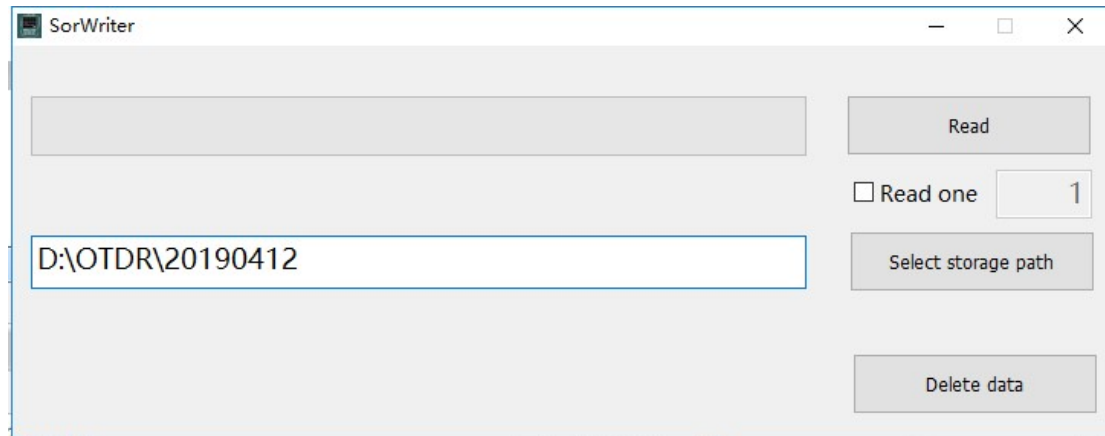 SorWriter
Read
Read one
1
D:\OTDR\20190412
Select storage path
Delete data